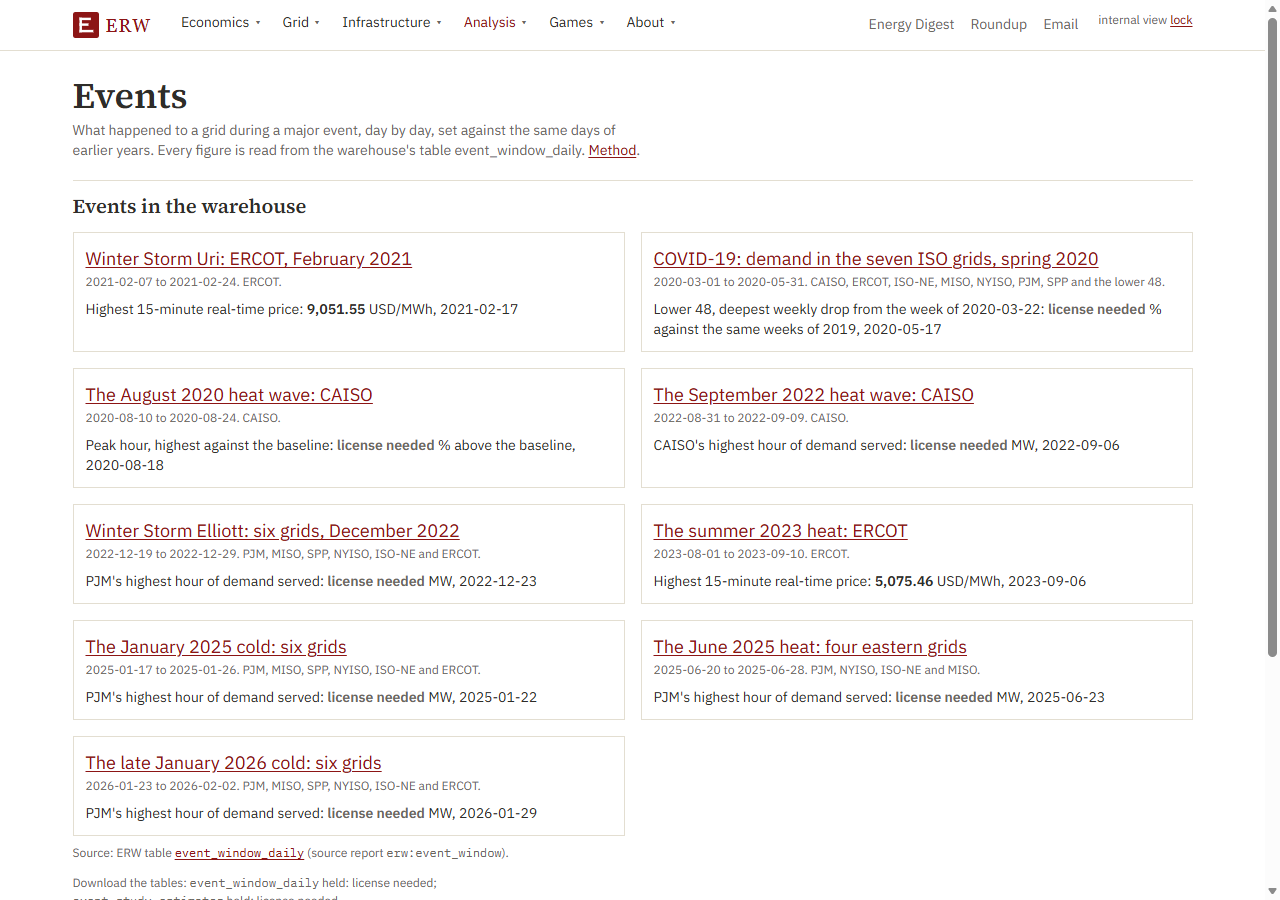 E ERW Economics Grid Infrastructure Analysis Games About Energy Digest Roundup Email internal view lock
Events
What happened to a grid during a major event, day by day, set against the same days of
earlier years. Every figure is read from the warehouse's table event_window_daily. Method.
Events in the warehouse
Winter Storm Uri: ERCOT, February 2021
2021-02-07 to 2021-02-24. ERCOT.
Highest 15-minute real-time price: 9,051.55 USD/MWh, 2021-02-17
COVID-19: demand in the seven ISO grids, spring 2020
2020-03-01 to 2020-05-31. CAISO, ERCOT, ISO-NE, MISO, NYISO, PJM, SPP and the lower 48.
Lower 48, deepest weekly drop from the week of 2020-03-22: license needed %
against the same weeks of 2019, 2020-05-17
The August 2020 heat wave: CAISO
2020-08-10 to 2020-08-24. CAISO.
Peak hour, highest against the baseline: license needed % above the baseline,
2020-08-18
The September 2022 heat wave: CAISO
2022-08-31 to 2022-09-09. CAISO.
CAISO's highest hour of demand served: license needed MW, 2022-09-06
Winter Storm Elliott: six grids, December 2022
2022-12-19 to 2022-12-29. PJM, MISO, SPP, NYISO, ISO-NE and ERCOT.
PJM's highest hour of demand served: license needed MW, 2022-12-23
The summer 2023 heat: ERCOT
2023-08-01 to 2023-09-10. ERCOT.
Highest 15-minute real-time price: 5,075.46 USD/MWh, 2023-09-06
The January 2025 cold: six grids
2025-01-17 to 2025-01-26. PJM, MISO, SPP, NYISO, ISO-NE and ERCOT.
PJM's highest hour of demand served: license needed MW, 2025-01-22
The June 2025 heat: four eastern grids
2025-06-20 to 2025-06-28. PJM, NYISO, ISO-NE and MISO.
PJM's highest hour of demand served: license needed MW, 2025-06-23
The late January 2026 cold: six grids
2026-01-23 to 2026-02-02. PJM, MISO, SPP, NYISO, ISO-NE and ERCOT.
PJM's highest hour of demand served: license needed MW, 2026-01-29
Source: ERW table event_window_daily (source report erw:event_window).
Download the tables: event_window_daily held: license needed;